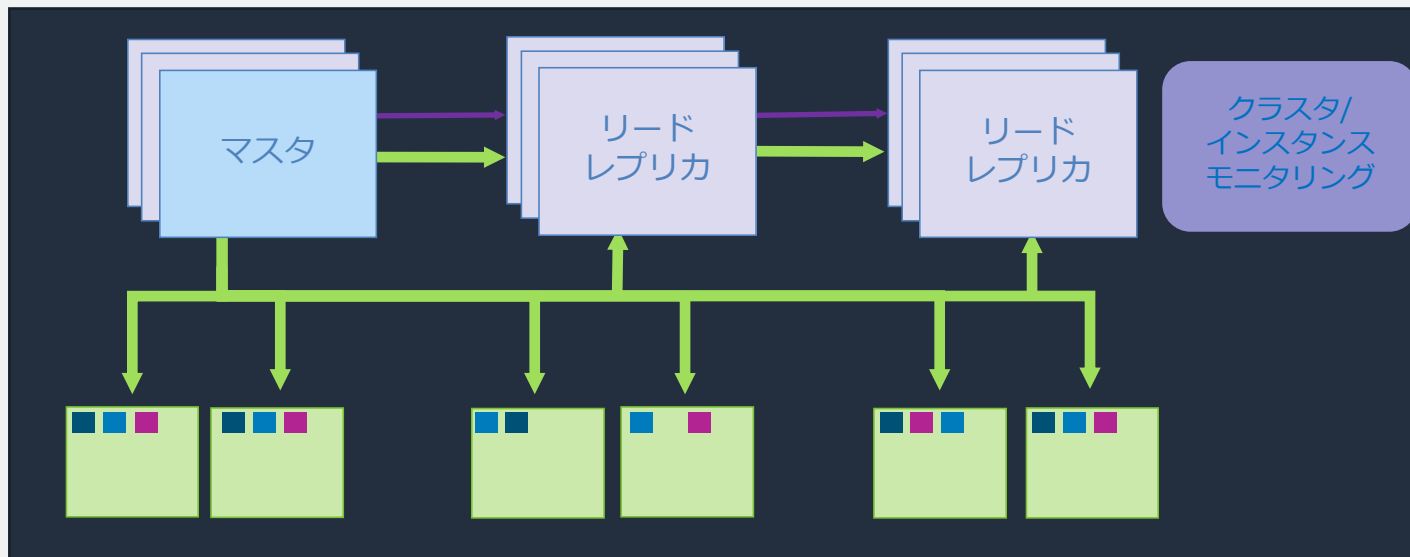 マスタ
リード
レプリカ
リード
レプリカ
クラスタ/
インスタンス
モニタリング